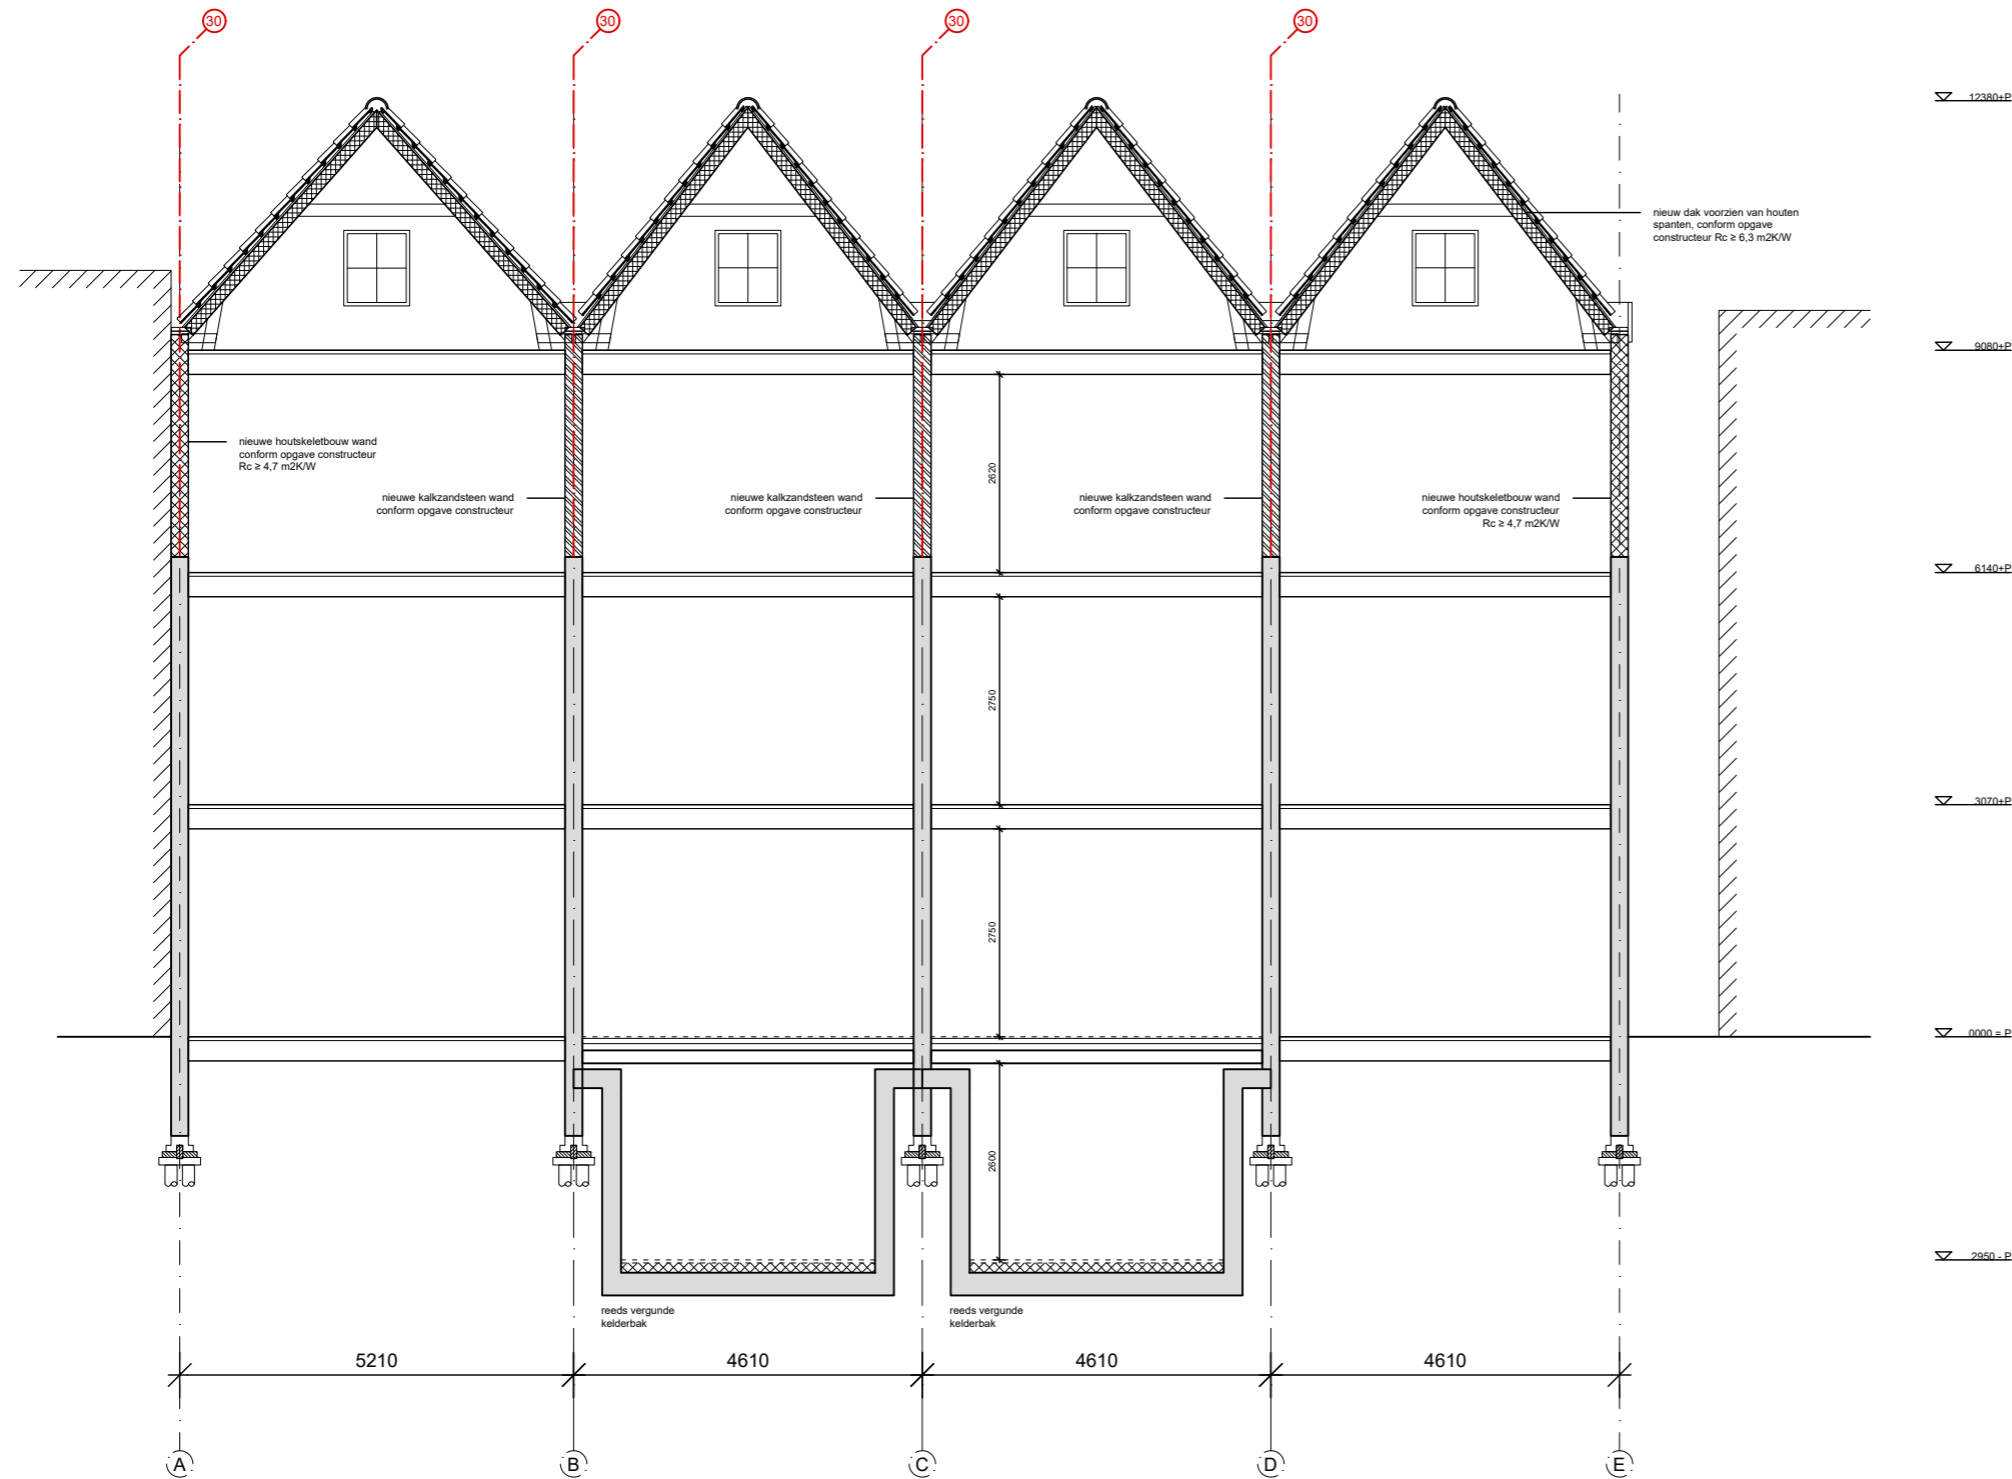 30
30
30
30
12380+P
nieuw dak voorzien van houten
spanten, conform opgave
constructeur Rc ≥ 6,3 m2K/W
9080+P
nieuwe houtskeletbouw wand
conform opgave constructeur
Rc ≥ 4,7 m2K/W
2620
nieuwe kalkzandsteen wand
conform opgave constructeur
nieuwe kalkzandsteen wand
conform opgave constructeur
nieuwe kalkzandsteen wand
conform opgave constructeur
nieuwe houtskeletbouw wand
conform opgave constructeur
Rc ≥ 4,7 m2K/W
6140+P
2750
3070+P
2750
0000 = P
2600
2950 - P
reeds vergunde
kelderbak
reeds vergunde
kelderbak
5210
4610
4610
4610
A
B
C
D
E